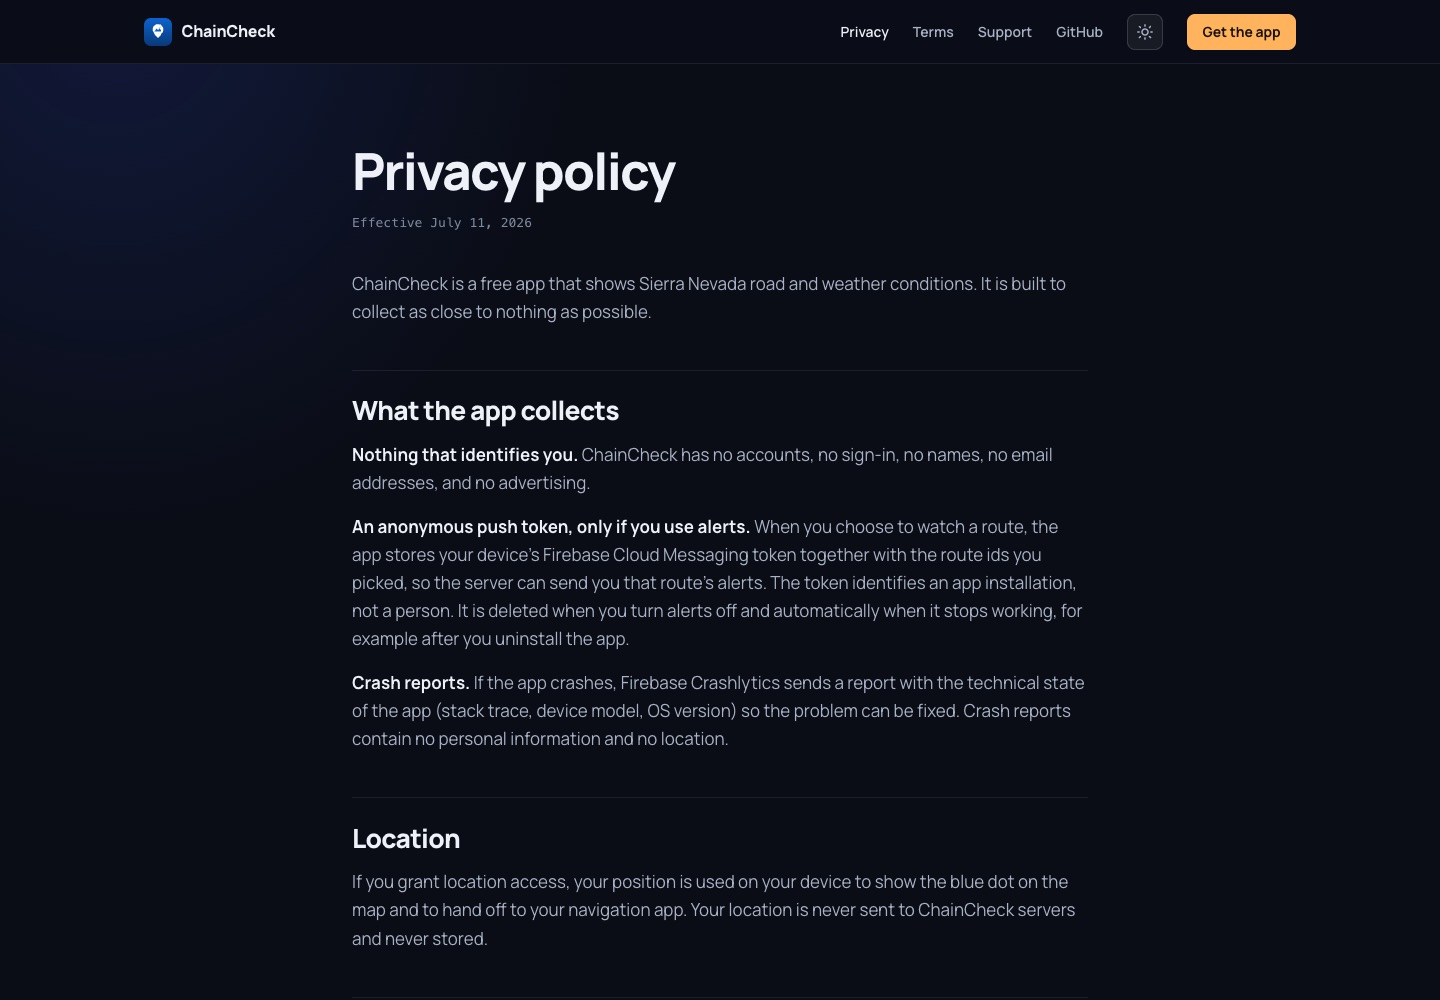 ChainCheck
Privacy
Terms
Support
GitHub
Get the app
Privacy policy
Effective July 11, 2026
ChainCheck is a free app that shows Sierra Nevada road and weather conditions. It is built to
collect as close to nothing as possible.
What the app collects
Nothing that identifies you. ChainCheck has no accounts, no sign-in, no names, no email
addresses, and no advertising.
An anonymous push token, only if you use alerts. When you choose to watch a route, the
app stores your device’s Firebase Cloud Messaging token together with the route ids you
picked, so the server can send you that route’s alerts. The token identifies an app installation,
not a person. It is deleted when you turn alerts off and automatically when it stops working, for
example after you uninstall the app.
Crash reports. If the app crashes, Firebase Crashlytics sends a report with the technical state
of the app (stack trace, device model, OS version) so the problem can be fixed. Crash reports
contain no personal information and no location.
Location
If you grant location access, your position is used on your device to show the blue dot on the
map and to hand off to your navigation app. Your location is never sent to ChainCheck servers
and never stored.